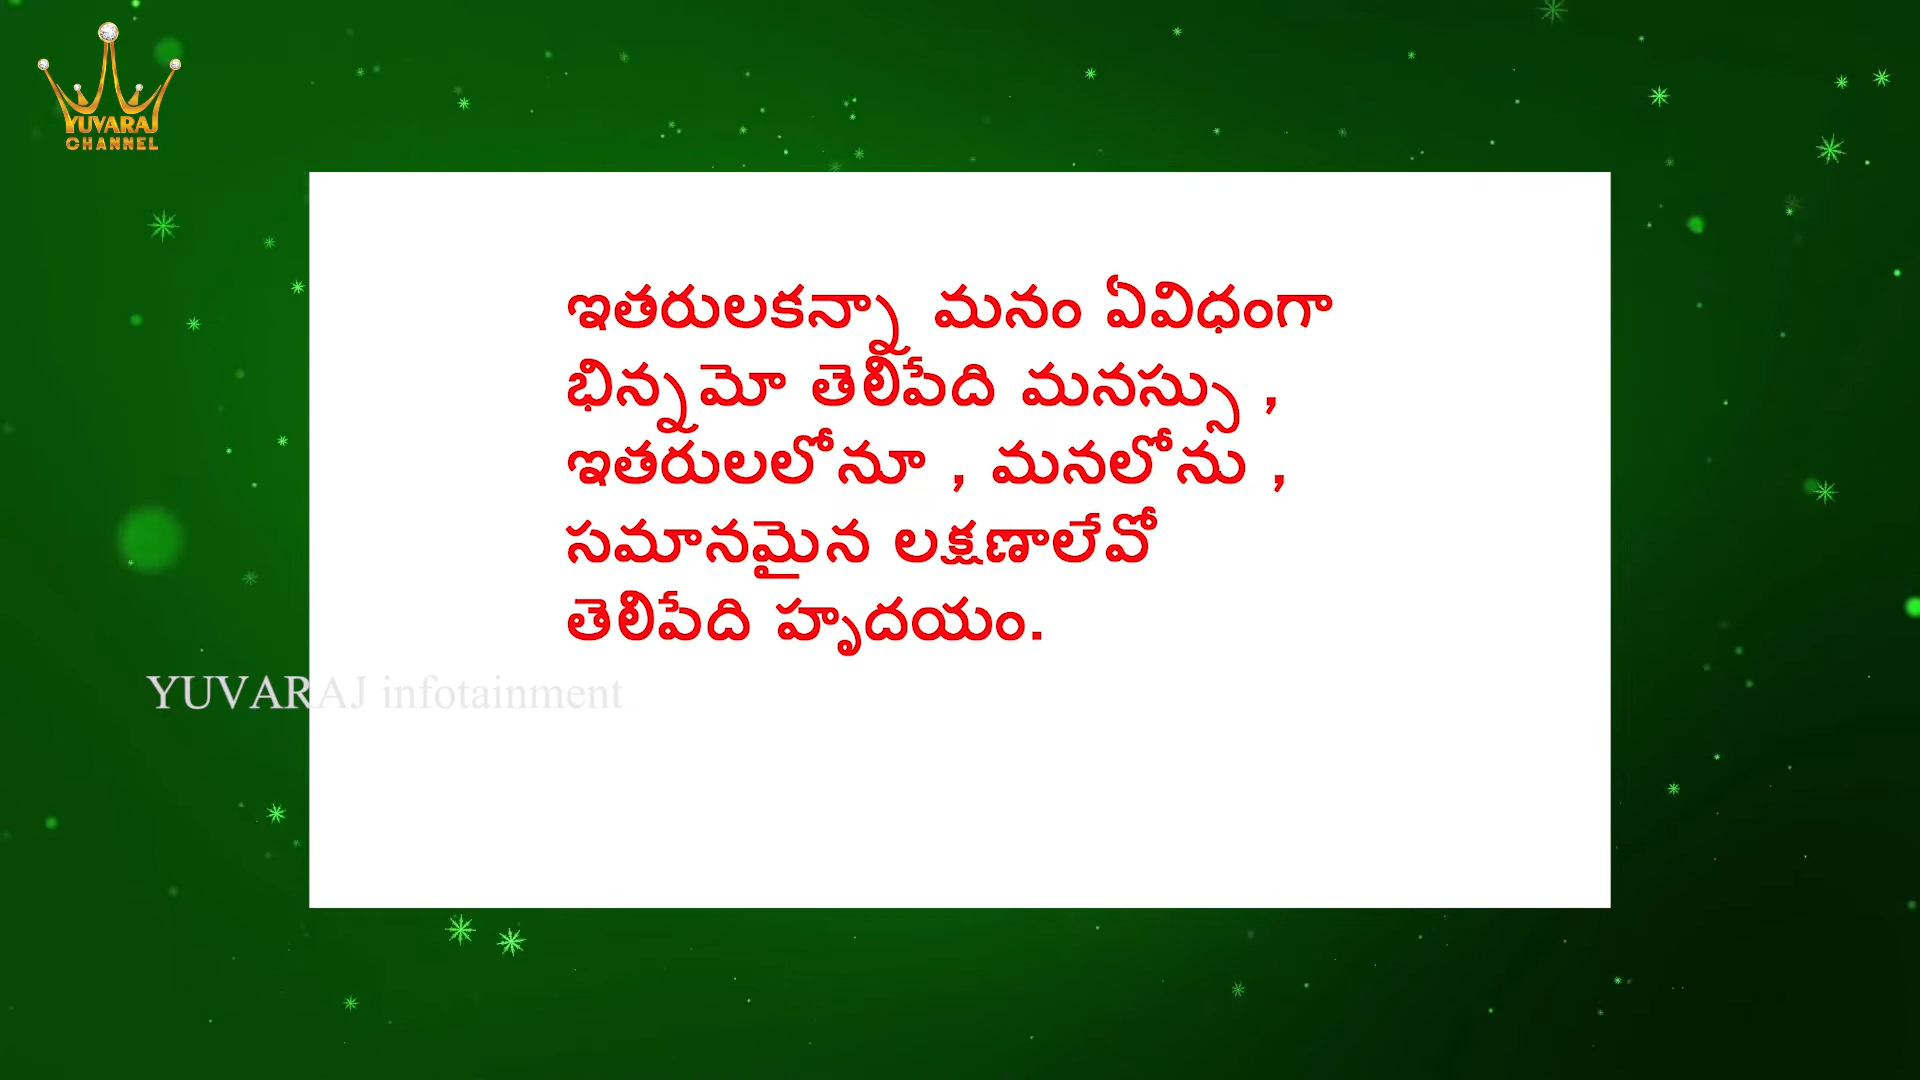 YUVARAJ
CHANNEL
ఇతరులకన్నా మనం ఏవిధంగా
భిన్నమో తెలిపేది మనస్సు ,
ఇతరులలోనూ , మనలోను ,
సమానమైన లక్షణాలేవో
తెలిపేది హృదయం.
YUVARAJ infotainment